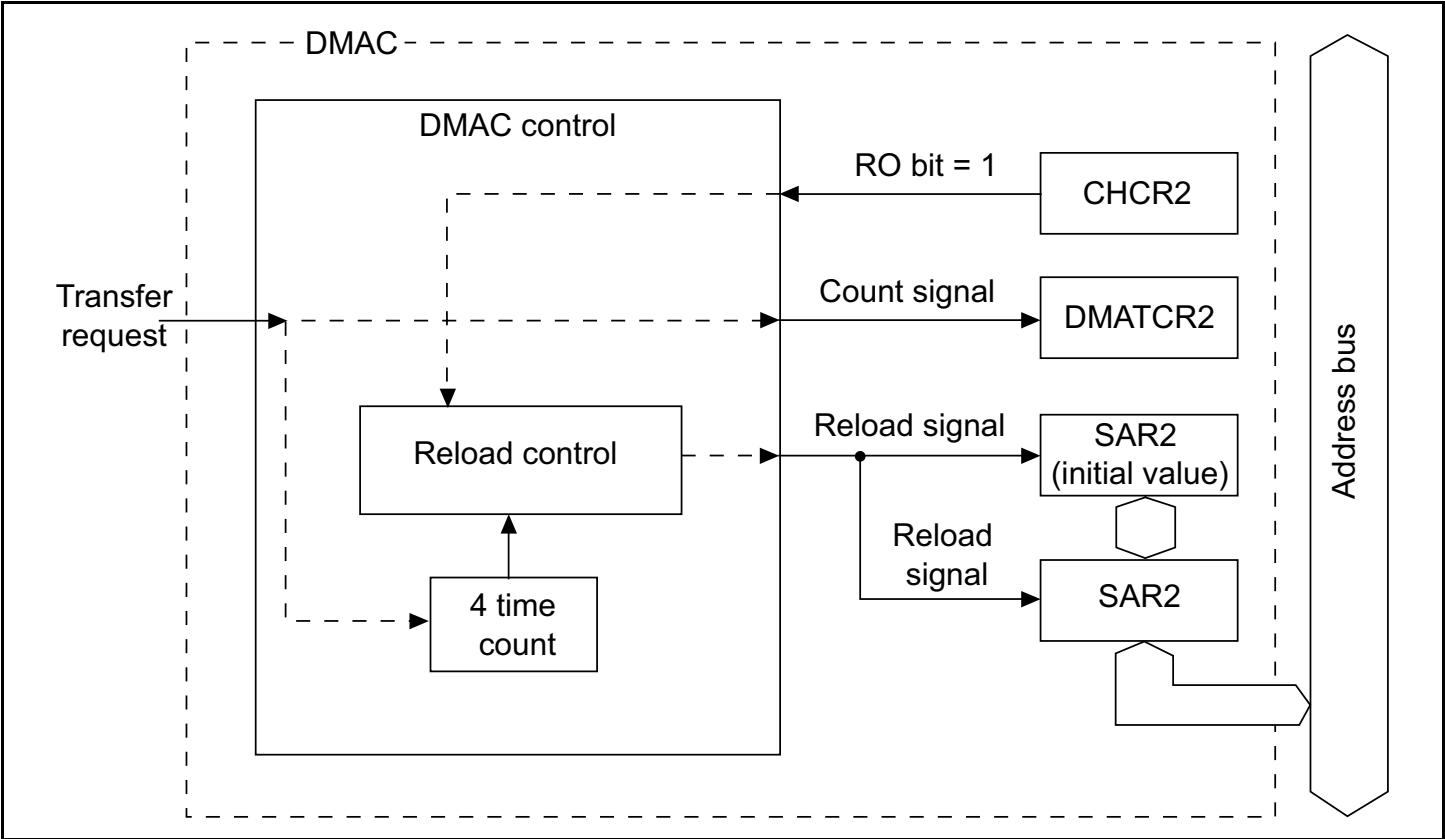 DMAC
DMAC control
RO bit = 1
CHCR2
Transfer
request
Count signal
DMATCR2
Reload control
Reload signal
SAR2
(initial value)
Reload
signal
4 time
count
SAR2
Address bus